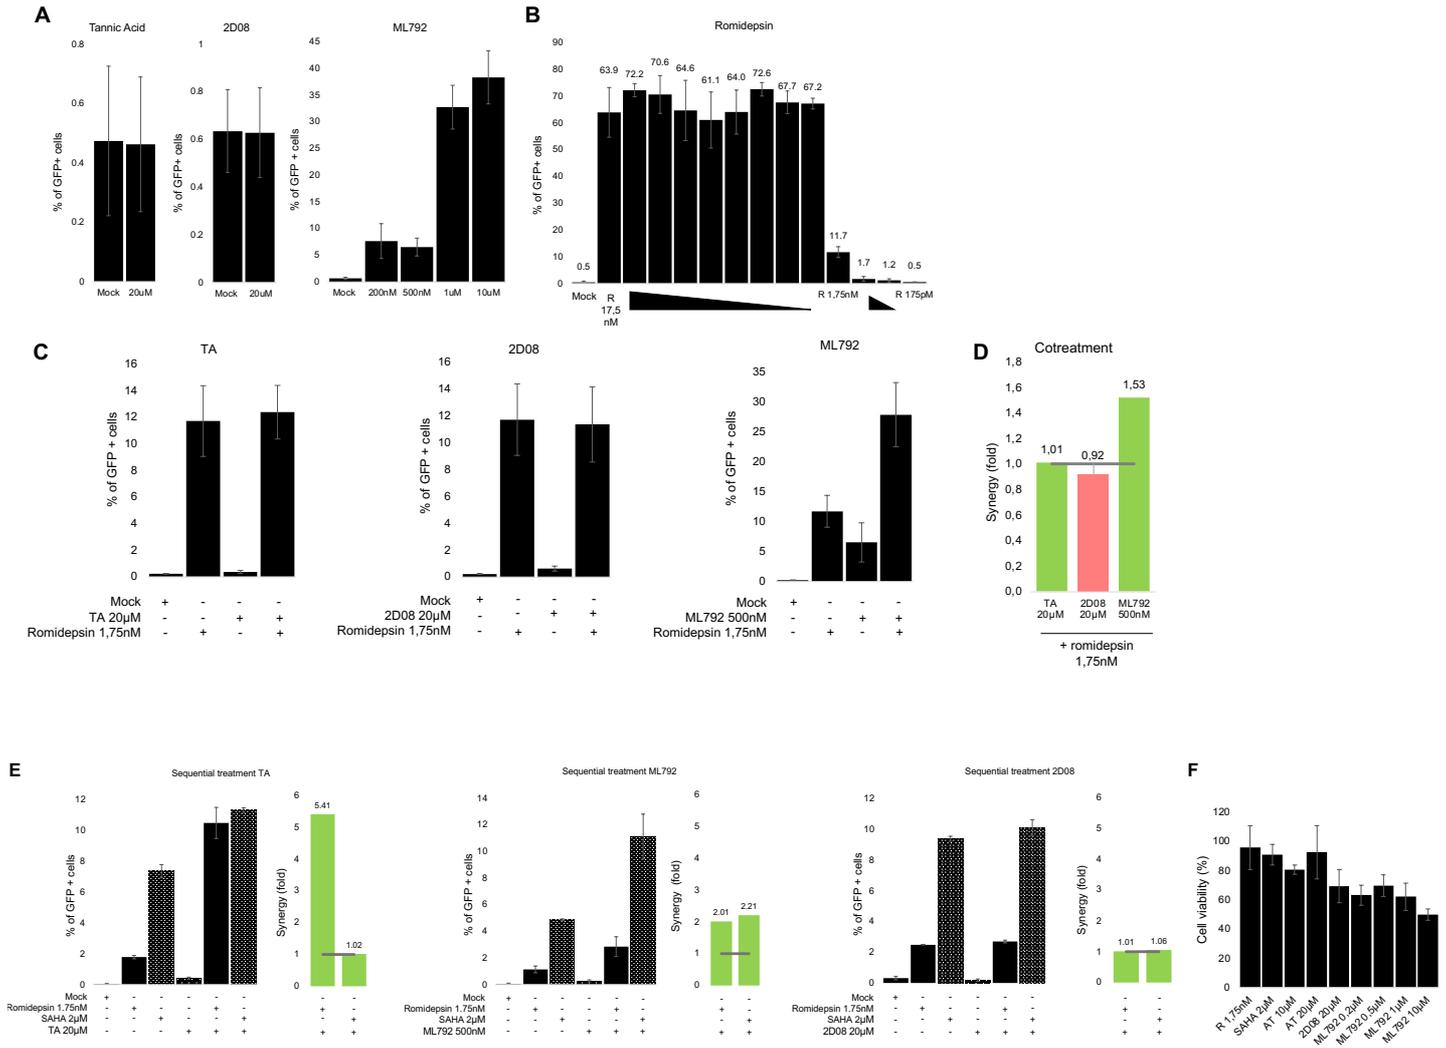 A
Tannic Acid
% of GFP+ cells
0.8
0.6
0.4
0.2
0
Mock 20uM
2D08
% of GFP+ cells
1
0.8
0.6
0.4
0.2
0
Mock 20uM
ML792
% of GFP + cells
45
40
35
30
25
20
15
10
5
0
Mock 200nM 500nM 1uM 10uM
B
Romidepsin
% of GFP+ cells
90
80
70
60
50
40
30
20
10
0
0.5 63.9 72.2 70.6 64.6 61.1 64.0 72.6 67.7 67.2 11.7 1.7 1.2 0.5
Mock R 17,5 nM R 1,75nM R 175pM
C
TA
% of GFP + cells
16
14
12
10
8
6
4
2
0
Mock + - - -
TA 20µM - - + +
Romidepsin 1,75nM - + - +
2D08
% of GFP + cells
16
14
12
10
8
6
4
2
0
Mock + - - -
2D08 20µM - - + +
Romidepsin 1,75nM - + - +
ML792
% of GFP + cells
35
30
25
20
15
10
5
0
Mock + - - -
ML792 500nM - - + +
Romidepsin 1,75nM - + - +
D
Cotreatment
Synergy (fold)
1,8
1,6
1,4
1,2
1,0
0,8
0,6
0,4
0,2
0,0
1,01 0,92 1,53
TA 2D08 ML792
20µM 20µM 500nM
+ romidepsin
1,75nM
E
Sequential treatment TA
% of GFP + cells
12
10
8
6
4
2
0
Mock + - - - - -
Romidepsin 1.75nM - + - - + -
SAHA 2µM - - + - - +
TA 20µM - - - + + +
Synergy (fold)
6
5
4
3
2
1
0
5.41 1.02
- -
+ -
- +
+ +
Sequential treatment ML792
% of GFP + cells
14
12
10
8
6
4
2
0
Mock + - - - - -
Romidepsin 1.75nM - + - - + -
SAHA 2µM - - + - - +
ML792 500nM - - - + + +
Synergy (fold)
6
5
4
3
2
1
0
2.01 2.21
- -
+ -
- +
+ +
Sequential treatment 2D08
% of GFP + cells
12
10
8
6
4
2
0
Mock + - - - - -
Romidepsin 1.75nM - + - - + -
SAHA 2µM - - + - - +
2D08 20µM - - - + + +
Synergy (fold)
6
5
4
3
2
1
0
1.01 1.06
- -
+ -
- +
+ +
F
Cell viability (%)
120
100
80
60
40
20
0
R 1,75nM
SAHA 2µM
AT 10µM
AT 20µM
2D08 20µM
ML792 0.2µM
ML792 0.5µM
ML792 1µM
ML792 10µM